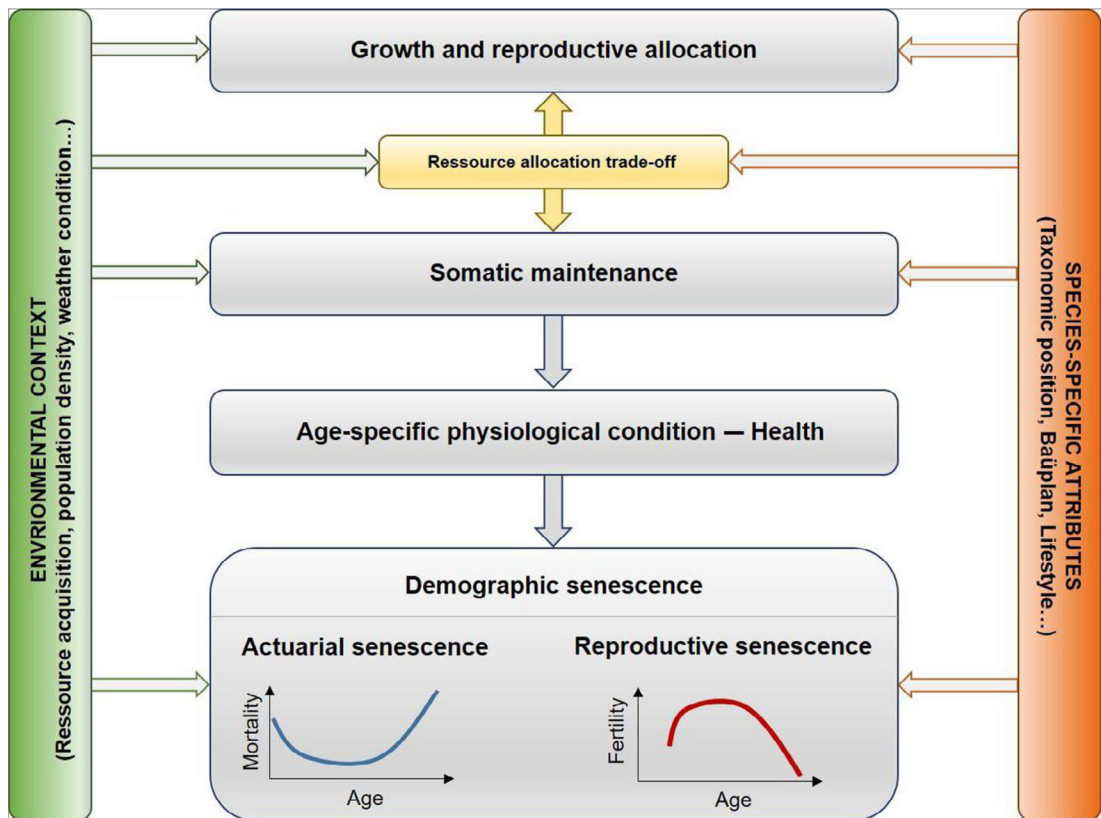 ENVRIONMENTAL CONTEXT
(Ressource acquisition, population density, weather condition...)
Growth and reproductive allocation
Ressource allocation trade-off
Somatic maintenance
Age-specific physiological condition — Health
Demographic senescence
Actuarial senescence
Mortality
Age
Reproductive senescence
Fertility
Age
SPECIES-SPECIFIC ATTRIBUTES
(Taxonomic position, Baüplan, Lifestyle...)